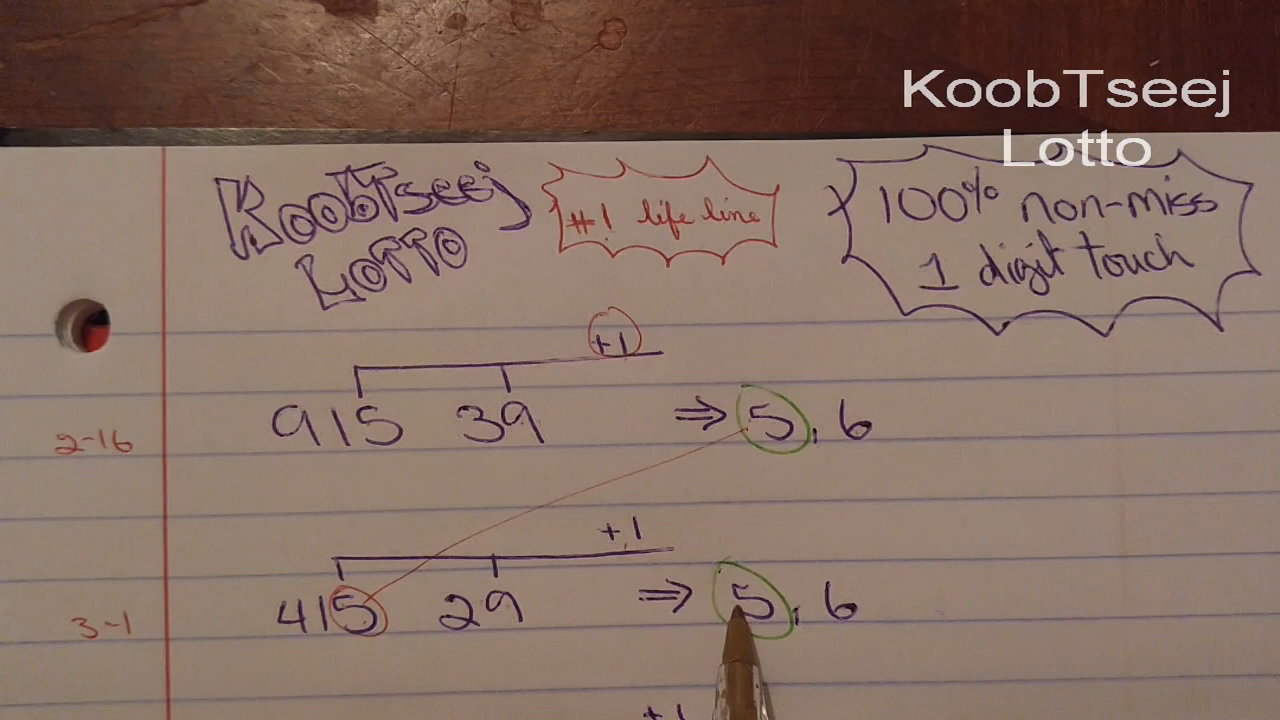 KoobTseej
Lotto
KoobTseej
LOTTO
#1 life line
100% non-miss
1 digit touch
+1
2-16 915 39 ⇒ 5, 6
+1
3-1 415 29 ⇒ 5, 6
+1